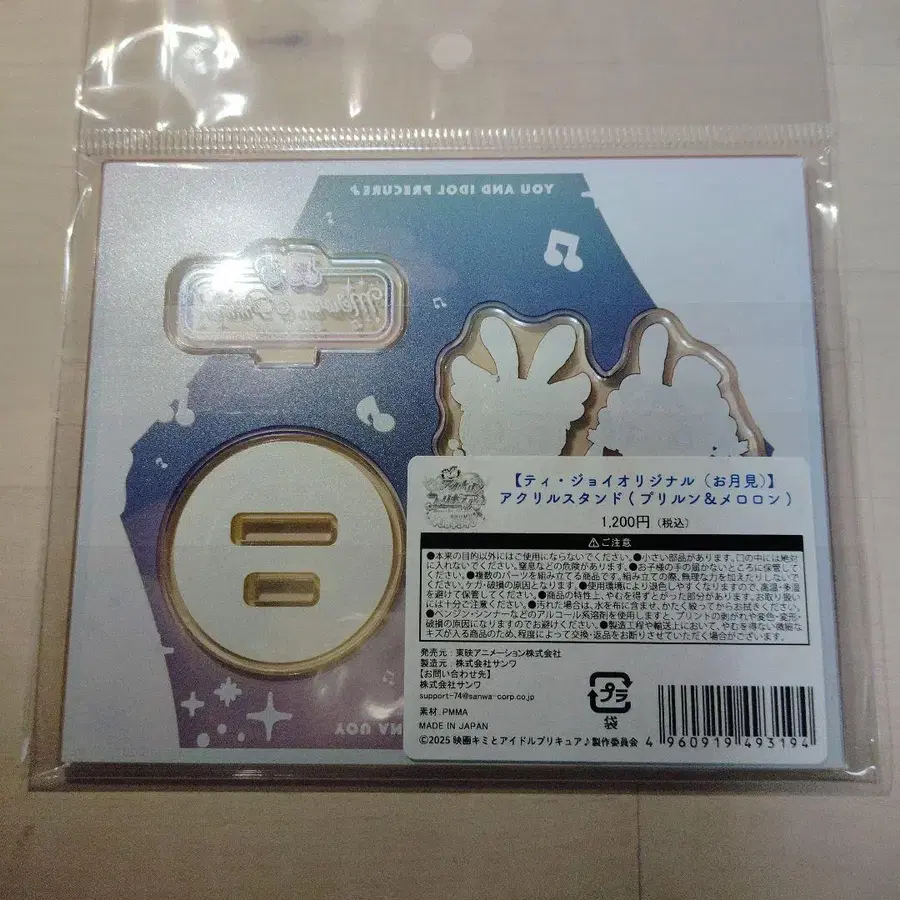 YOU AND IDOL PRECURE♪
【ティ・ジョイオリジナル（お月見）】
アクリルスタンド（プリルン&メロロン）
1,200円（税込）
⚠ご注意
●本来の目的以外にはご使用にならないでください。●小さい部品があります。口の中には絶対
に入れないでください。窒息などの危険があります。●お子様の手の届かないところに保管して
ください。●複数のパーツを組み立てる商品です。組み立ての際、無理な力を加えたりしないで
ください。ケガ・破損の原因となります。●使用環境により退色しやすくなりますので、高温・多湿
を避けて保管してください。●商品の特性上、やむを得ずとがった部分があります。お取り扱い
には十分ご注意ください。●汚れた場合は、水を布に含ませ、かたく絞ってからお拭きください。
●ベンジン・シンナーなどのアルコール系溶剤を使用しますと、プリントの剥がれや変色・変形・
破損の原因になりますのでお避けください。●製造工程や輸送上において、やむを得ない微細な
キズが入る商品のため、程度によって交換・返品をお断りさせていただく場合がございます。
発売元：東映アニメーション株式会社
製造元：株式会社サンワ
【お問い合わせ先】
株式会社サンワ
support-74@sanwa-corp.co.jp
素材：PMMA
MADE IN JAPAN
©2025 映画キミとアイドルプリキュア♪製作委員会
プラ
袋
4 960919 493194